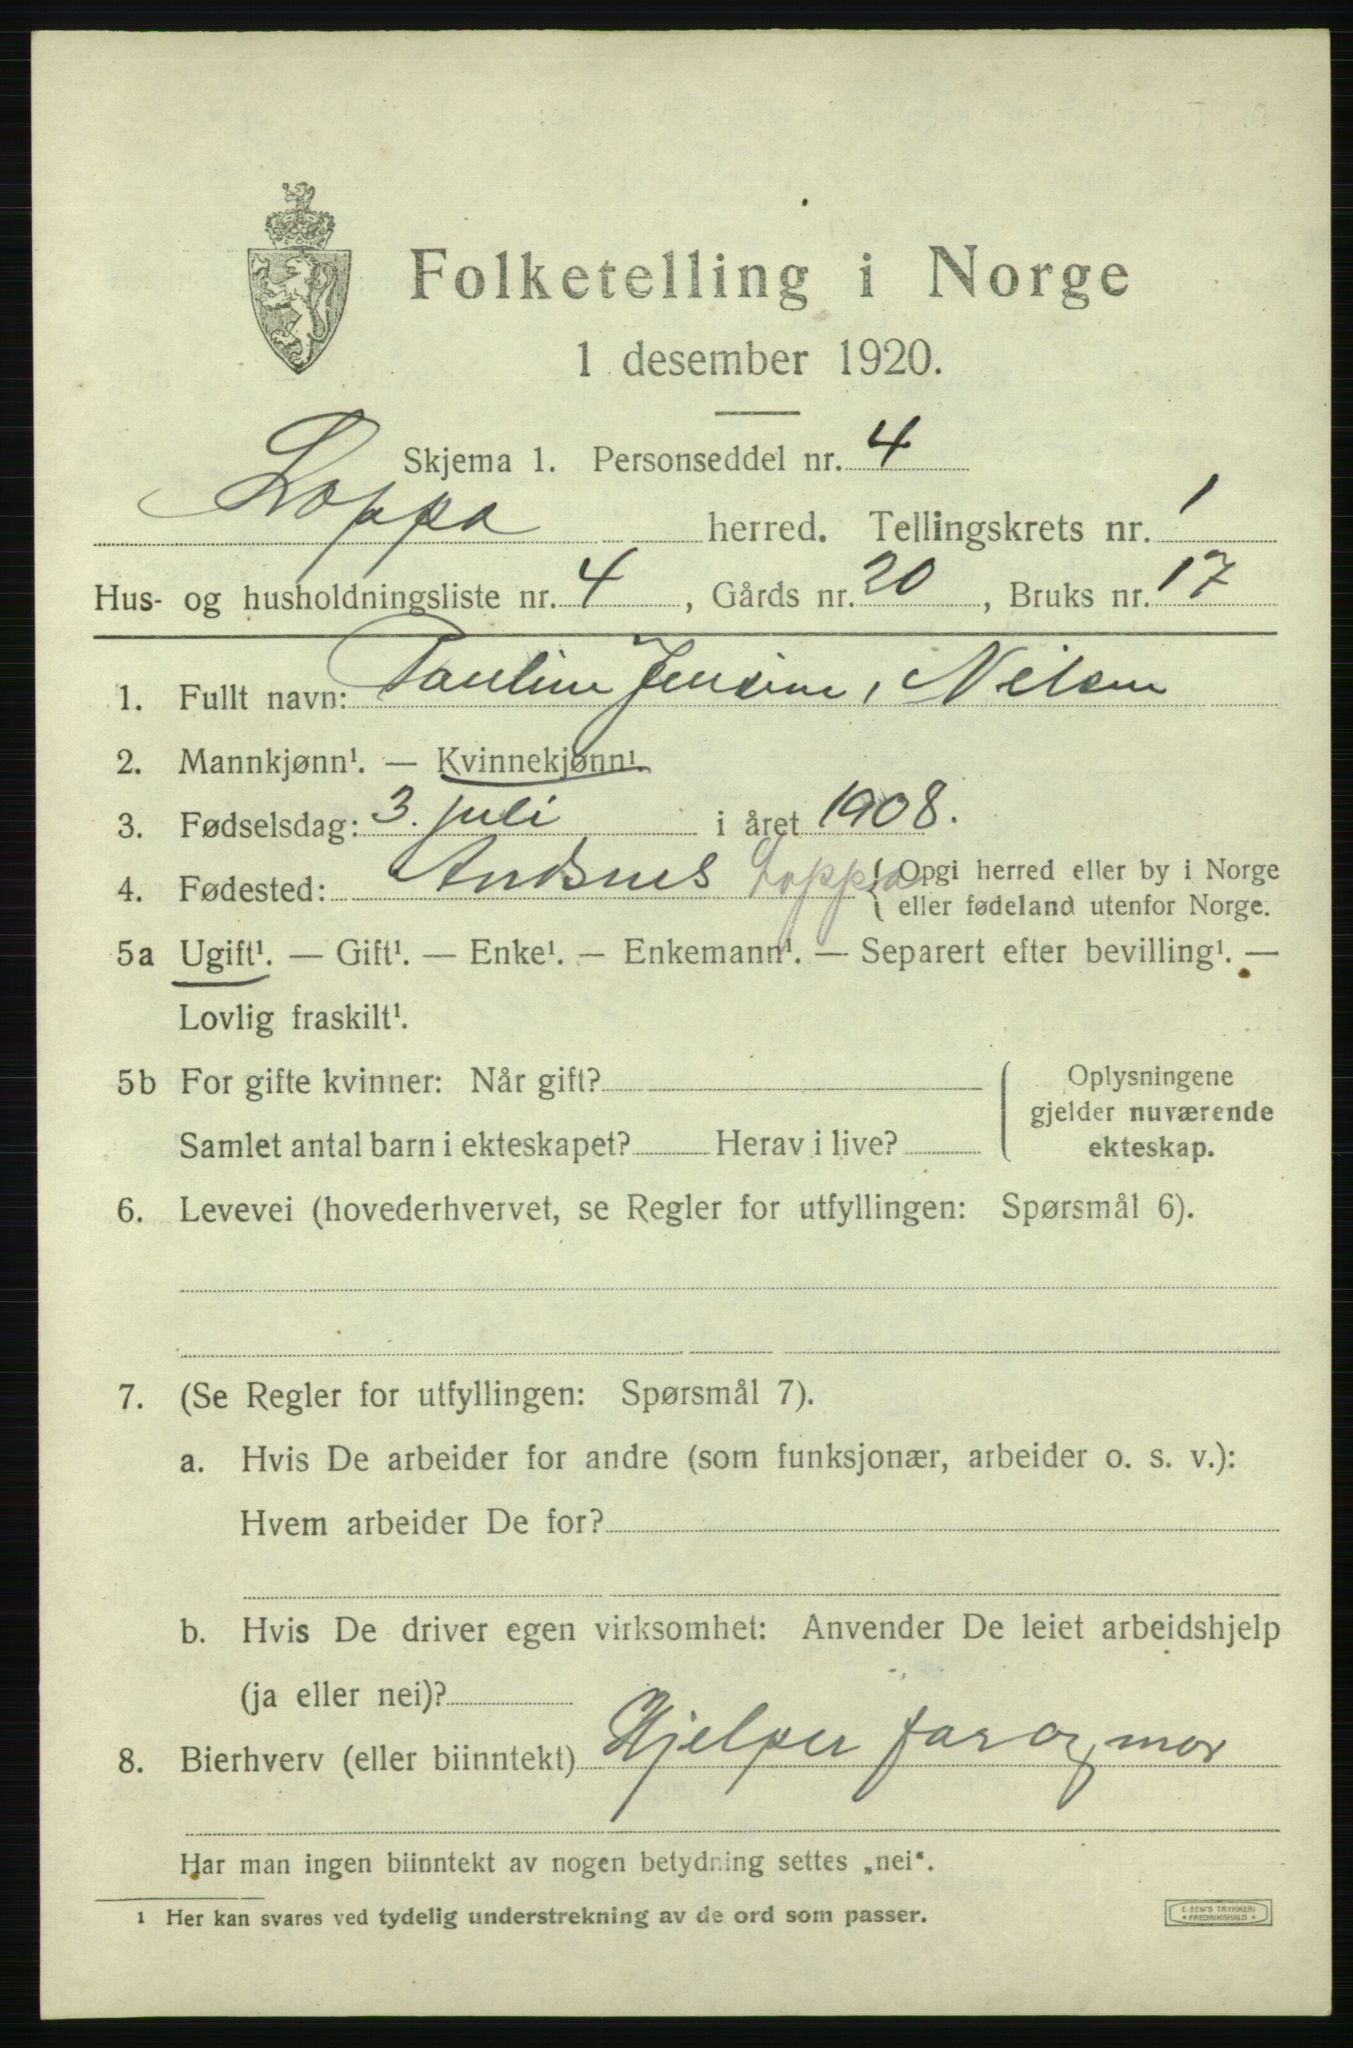 Folketelling i Norge
1 desember 1920.
Skjema 1. Personseddel nr. 4
Loppa herred. Tellingskrets nr. 1
Hus- og husholdningsliste nr. 4, Gårds nr. 20, Bruks nr. 17
1. Fullt navn: Pauline Jensine, Nilsen
2. Mannkjønn¹. — Kvinnekjønn¹.
3. Fødselsdag: 3. juli i året 1908.
4. Fødested: Andsnes Loppa { Opgi herred eller by i Norge
eller fødeland utenfor Norge.
5a Ugift¹. — Gift¹. — Enke¹. — Enkemann¹. — Separert efter bevilling¹. —
Lovlig fraskilt¹.
5b For gifte kvinner: Når gift?
Samlet antal barn i ekteskapet? Herav i live?
Oplysningene
gjelder nuværende
ekteskap.
6. Levevei (hovederhvervet, se Regler for utfyllingen: Spørsmål 6).
7. (Se Regler for utfyllingen: Spørsmål 7).
a. Hvis De arbeider for andre (som funksjonær, arbeider o. s. v.):
Hvem arbeider De for?
b. Hvis De driver egen virksomhet: Anvender De leiet arbeidshjelp
(ja eller nei)?
8. Bierhverv (eller biinntekt) Hjelper far og mor
Har man ingen biinntekt av nogen betydning settes „nei“.
¹ Her kan svares ved tydelig understrekning av de ord som passer.
E. SEM'S TRYKKERI
FREDRIKSHALD